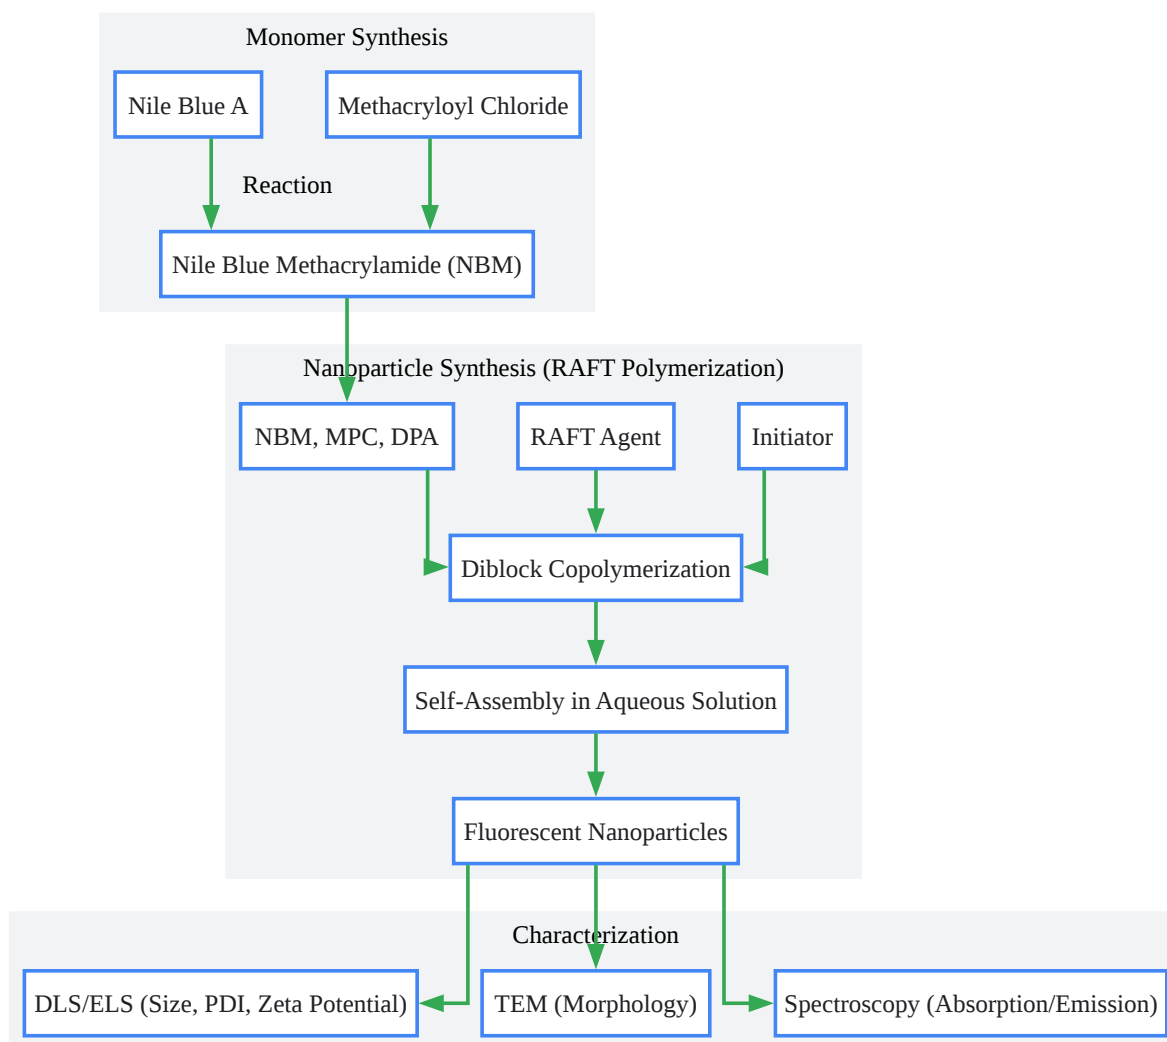 Monomer Synthesis
Nile Blue A
Methacryloyl Chloride
Reaction
Nile Blue Methacrylamide (NBM)
Nanoparticle Synthesis (RAFT Polymerization)
NBM, MPC, DPA
RAFT Agent
Initiator
Diblock Copolymerization
Self-Assembly in Aqueous Solution
Fluorescent Nanoparticles
Characterization
DLS/ELS (Size, PDI, Zeta Potential)
TEM (Morphology)
Spectroscopy (Absorption/Emission)